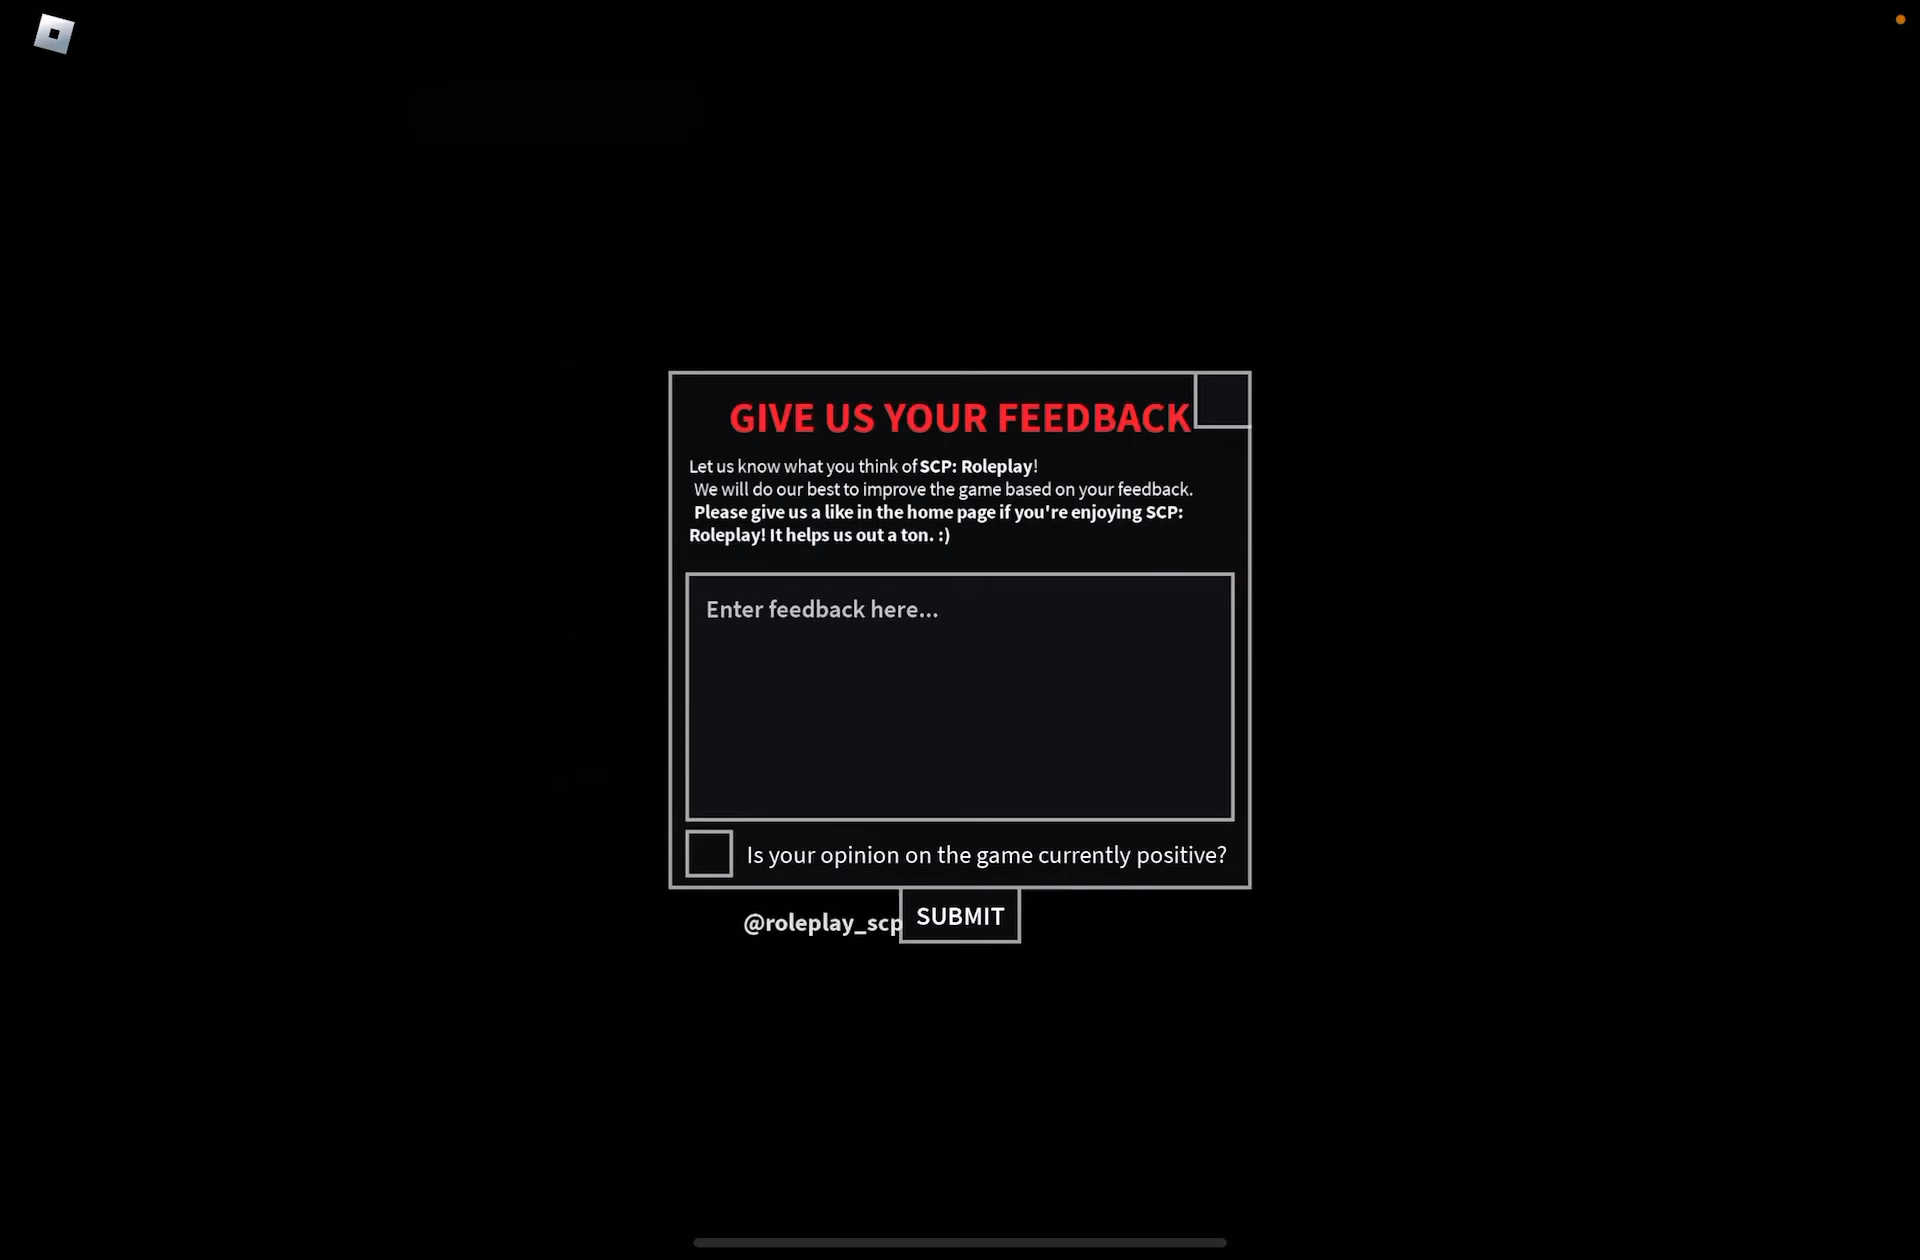 GIVE US YOUR FEEDBACK
Let us know what you think of SCP: Roleplay!
We will do our best to improve the game based on your feedback.
Please give us a like in the home page if you're enjoying SCP:
Roleplay! It helps us out a ton. :)
Enter feedback here...
Is your opinion on the game currently positive?
@roleplay_scp
SUBMIT